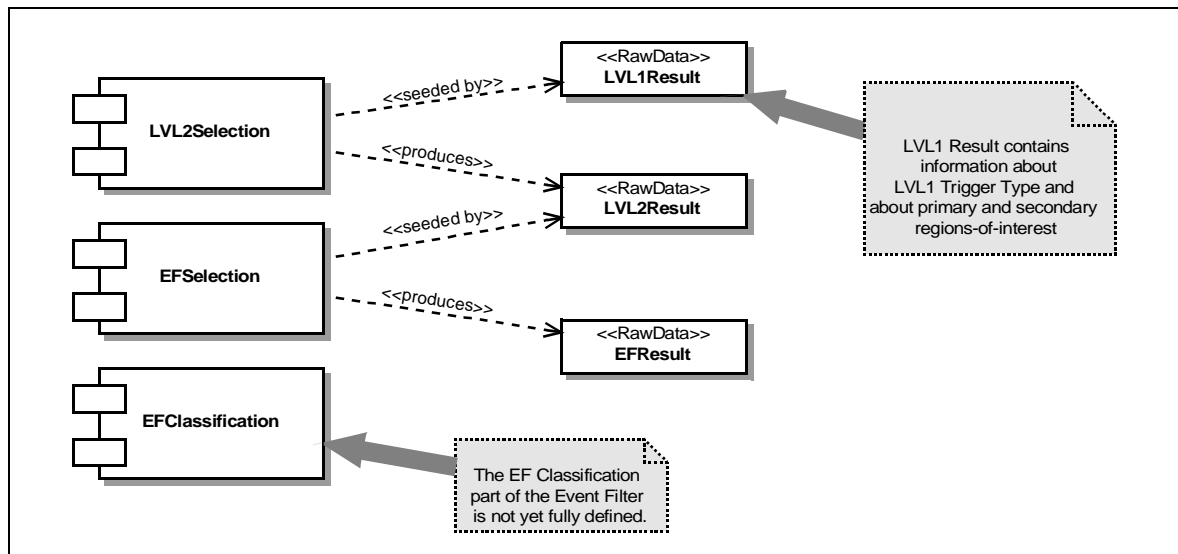 <<RawData>>
LVL1Result
<<seeded by>>
LVL2Selection
LVL1 Result contains
information about
LVL1 Trigger Type and
about primary and secondary
regions-of-interest
<<produces>>
<<RawData>>
LVL2Result
<<seeded by>>
EFSelection
<<produces>>
<<RawData>>
EFResult
EFClassification
The EF Classification
part of the Event Filter
is not yet fully defined.